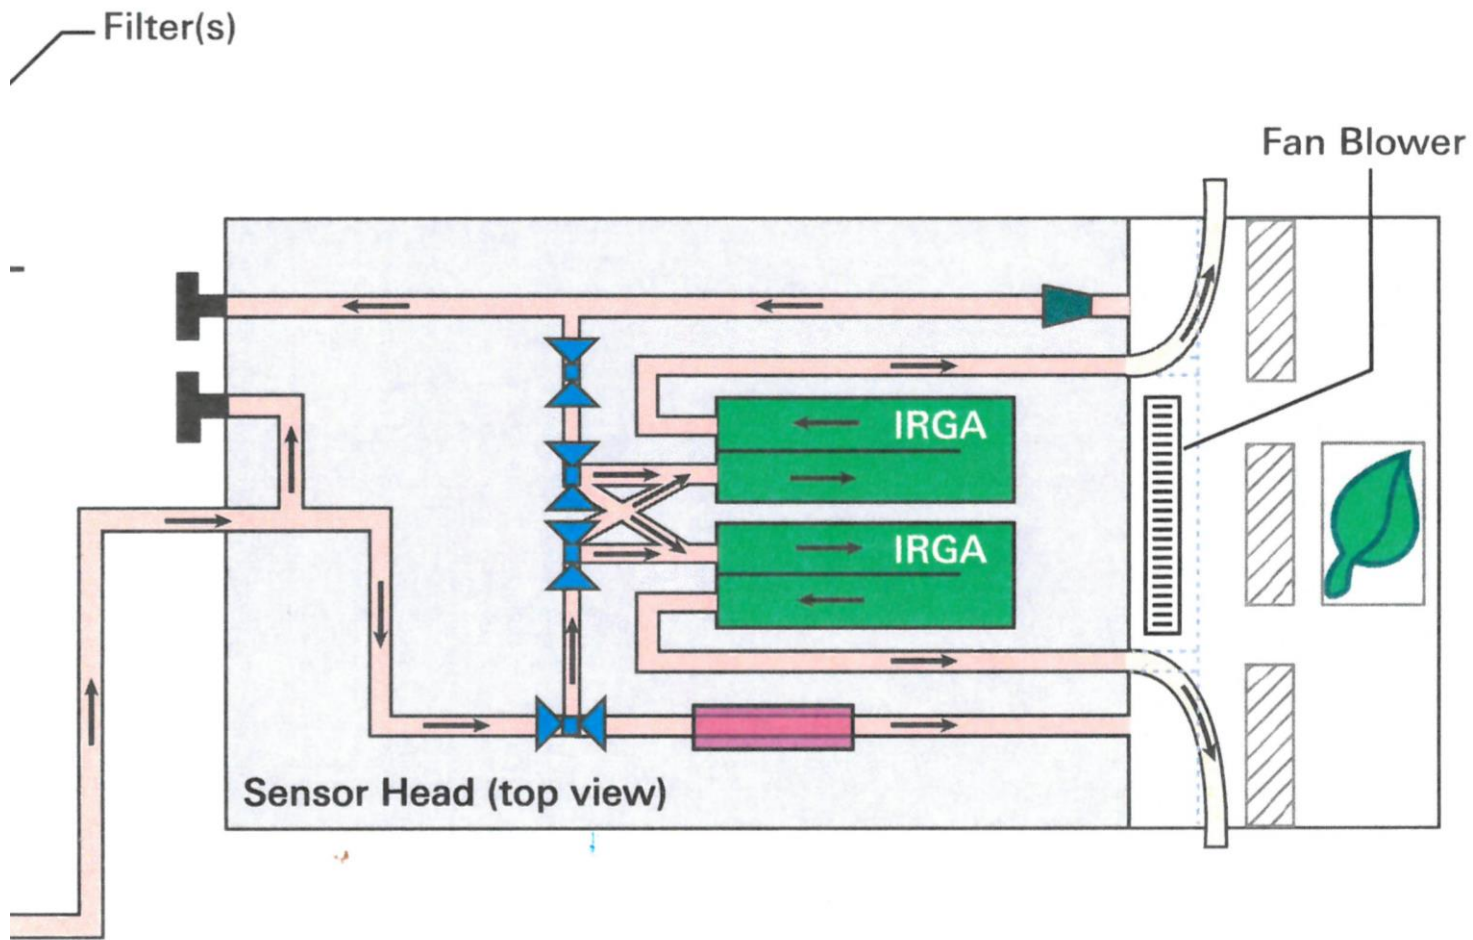 Filter(s)
Fan Blower
IRGA
IRGA
Sensor Head (top view)